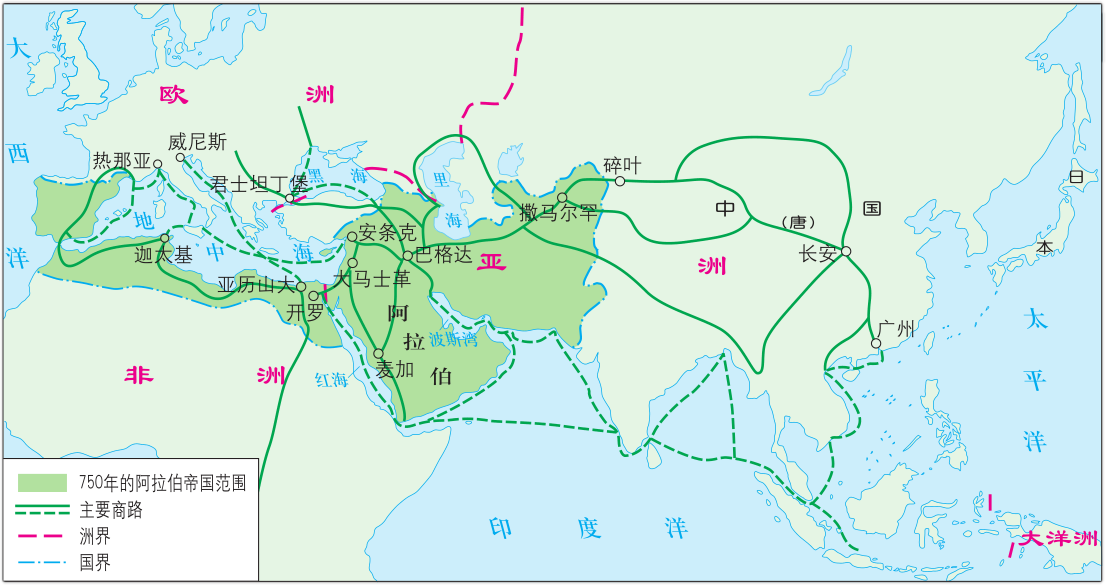 大西洋
欧洲
热那亚
威尼斯
君士坦丁堡
黑海
里海
碎叶
撒马尔罕
中国
(唐)
日本
地中海
迦太基
安条克
巴格达
亚洲
长安
亚历山大
大马士革
开罗
阿拉伯
波斯湾
广州
麦加
红海
非洲
太平洋
印度洋
大洋洲
750年的阿拉伯帝国范围
主要商路
洲界
国界